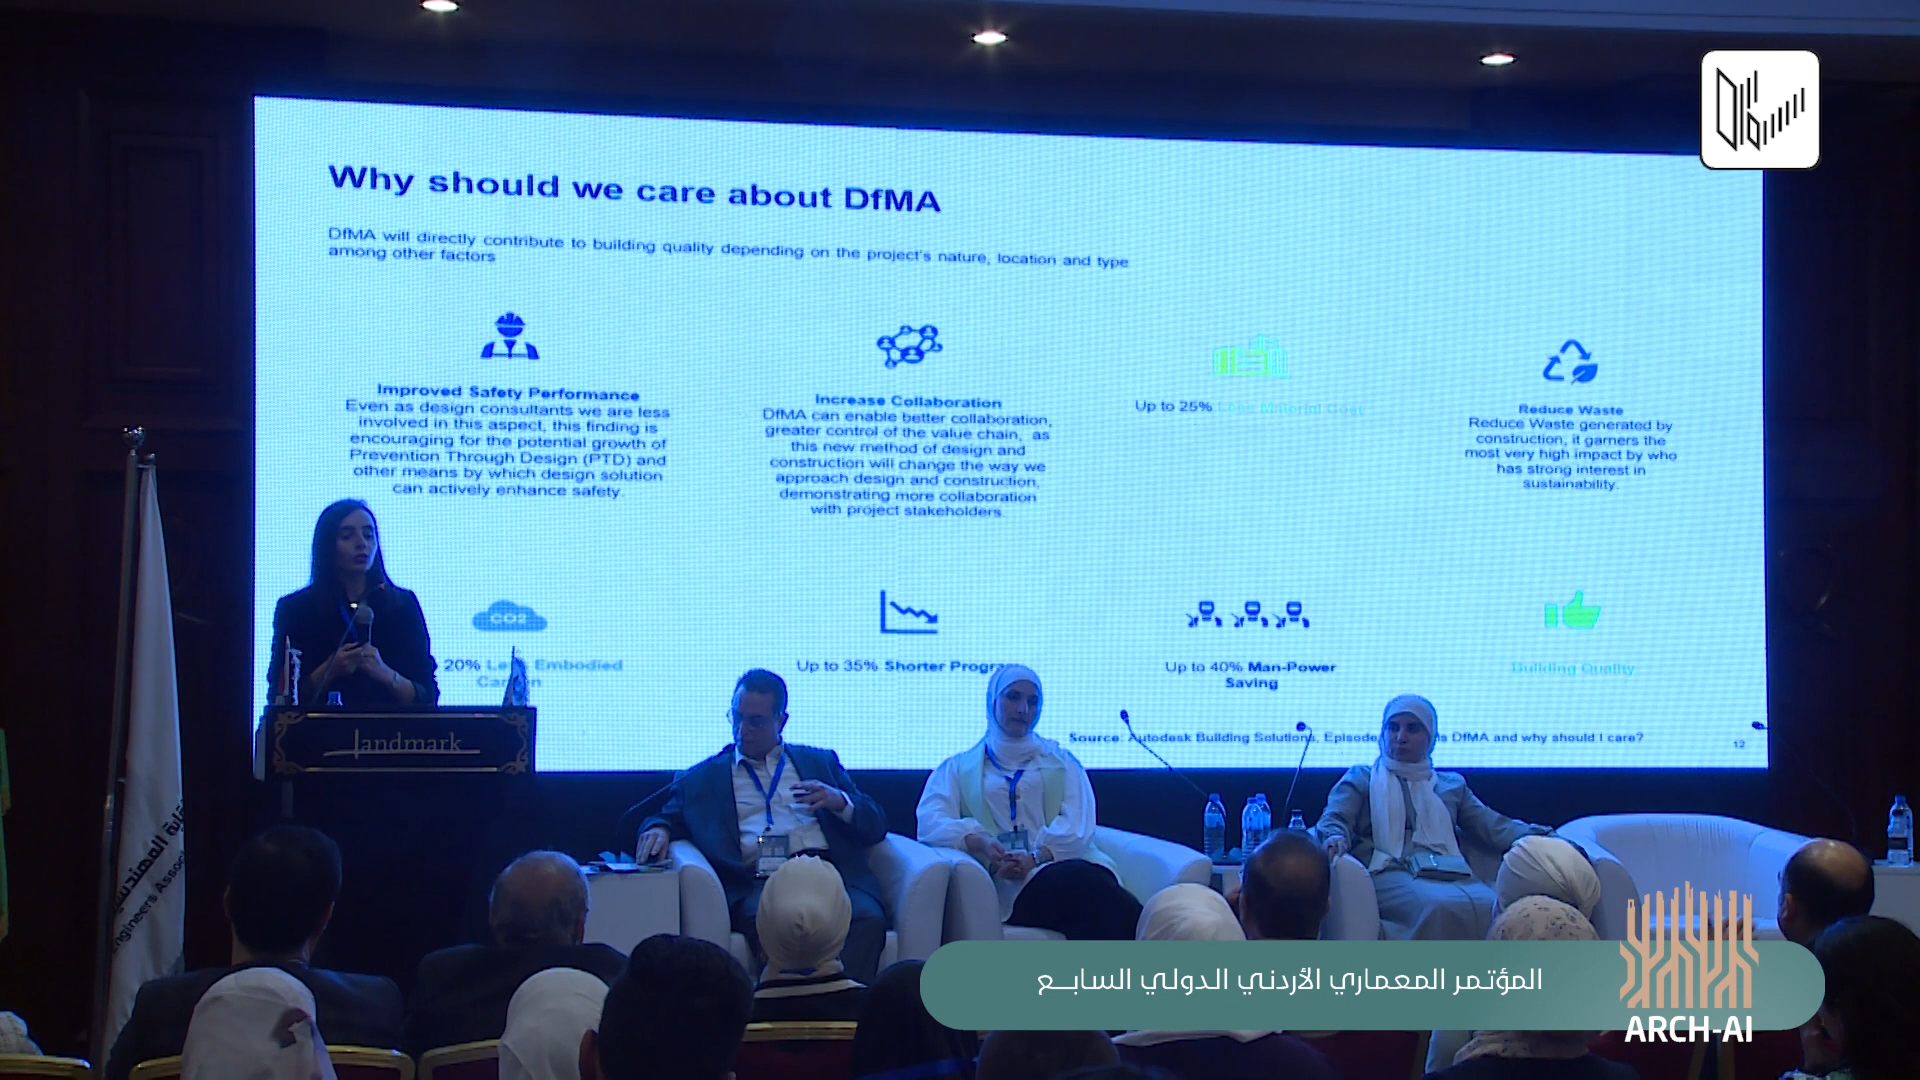 Why should we care about DfMA
DfMA will directly contribute to building quality depending on the project's nature, location and type
among other factors
Improved Safety Performance
Even as design consultants we are less
involved in this aspect, this finding is
encouraging for the potential growth of
Prevention Through Design (PTD) and
other means by which design solution
can actively enhance safety.
Increase Collaboration
DfMA can enable better collaboration,
greater control of the value chain, as
this new method of design and
construction will change the way we
approach design and construction,
demonstrating more collaboration
with project stakeholders.
Up to 25% Less Material Cost
Reduce Waste
Reduce Waste generated by
construction, it garners the
most very high impact by who
has strong interest in
sustainability.
CO2
20% Embodied
Up to 35% Shorter
Up to 40% Man-Power
Saving
Building Quality
Source: Autodesk Building Solutions, Episode DfMA and why should I care?
12
landmark
المؤتمر المعماري الأردني الدولي السابع
ARCH-AI